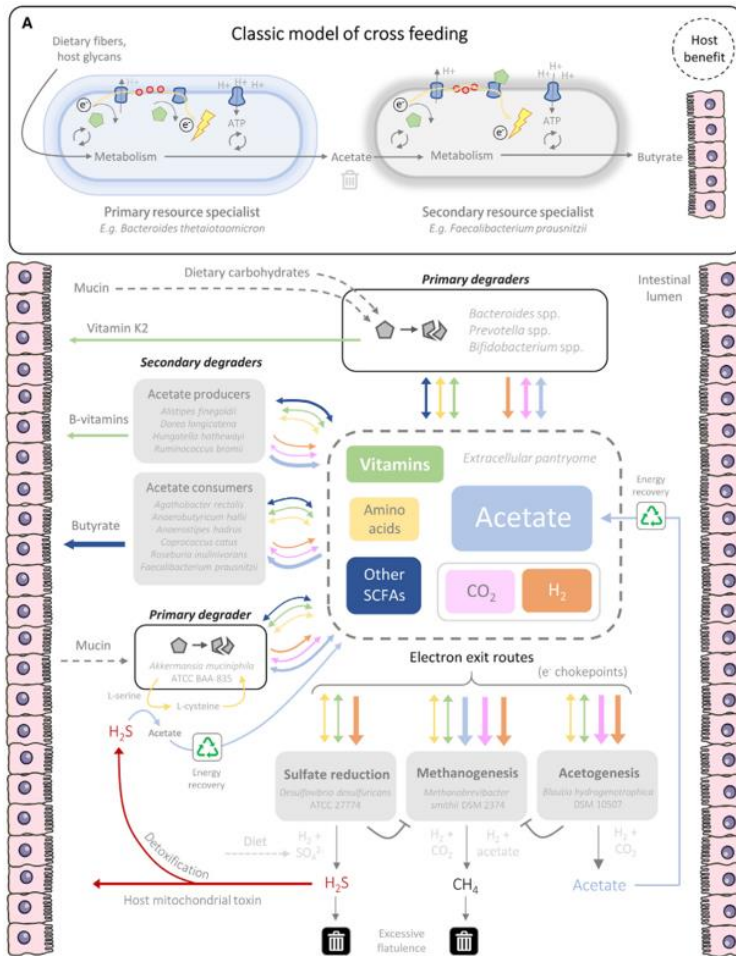 A
Classic model of cross feeding
Host
benefit
Dietary fibers,
host glycans
H+
H+
H+
H+
H+
H+
H+
H+
e-
e-
e-
e-
ATP
ATP
Metabolism
Acetate
Metabolism
Butyrate
Primary resource specialist
E.g. Bacteroides thetaiotaomicron
Secondary resource specialist
E.g. Faecalibacterium prausnitzii
Dietary carbohydrates
Mucin
Primary degraders
Intestinal
lumen
Bacteroides spp.
Prevotella spp.
Bifidobacterium spp.
Vitamin K2
Secondary degraders
Acetate producers
Alistipes finegoldii
Dorea longicatena
Hungatella hathewayi
Ruminococcus bromii
B-vitamins
Vitamins
Extracellular pantryome
Energy
recovery
Acetate consumers
Agathobacter rectalis
Anaerobutyricum hallii
Anaerostipes hadrus
Coprococcus catus
Roseburia inulinivorans
Faecalibacterium prausnitzii
Butyrate
Amino
acids
Acetate
Other
SCFAs
CO2
H2
Primary degrader
Mucin
Akkermansia muciniphila
ATCC BAA-835
L-serine
L-cysteine
H2S
Acetate
Energy
recovery
Electron exit routes
(e- chokepoints)
Sulfate reduction
Desulfovibrio desulfuricans
ATCC 27774
Methanogenesis
Methanobrevibacter
smithii DSM 2374
Acetogenesis
Blautia hydrogenotrophica
DSM 10507
Diet
H2 +
SO4 2-
H2 +
CO2
H2 +
acetate
H2 +
CO2
Detoxification
Host mitochondrial toxin
H2S
CH4
Acetate
Excessive
flatulence